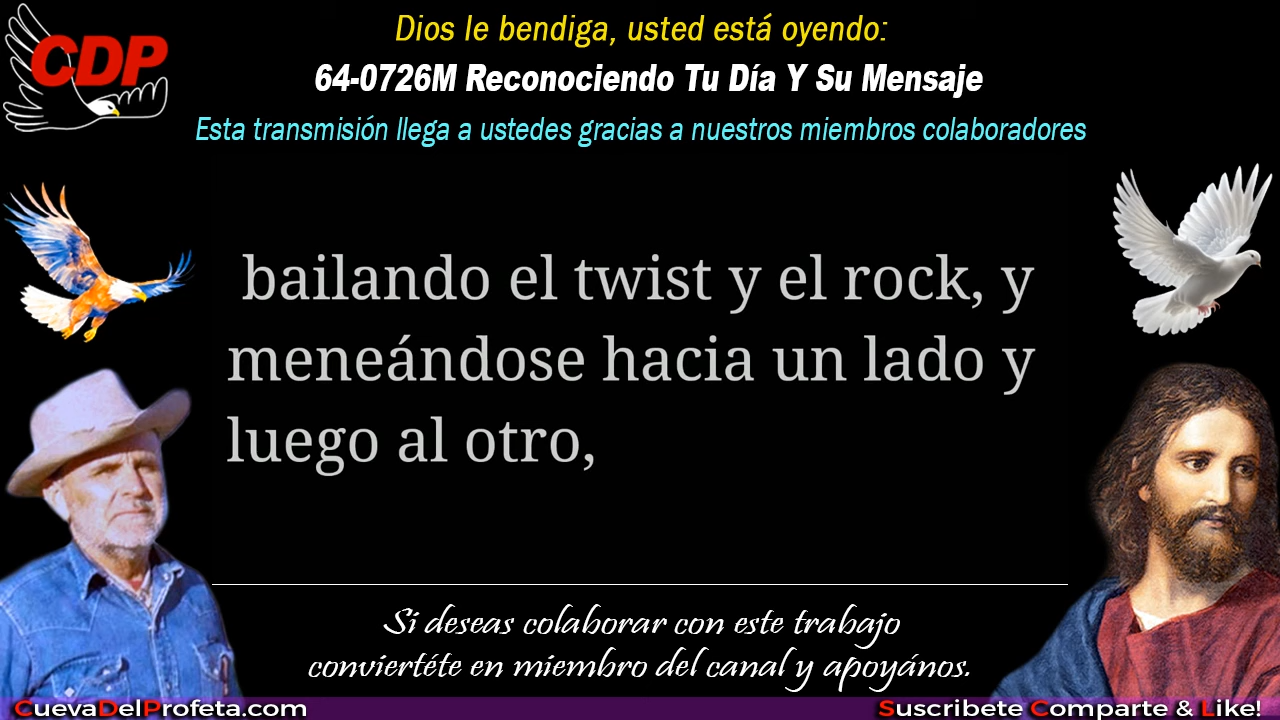 CDP
Dios le bendiga, usted está oyendo:
64-0726M Reconociendo Tu Día Y Su Mensaje
Esta transmisión llega a ustedes gracias a nuestros miembros colaboradores
bailando el twist y el rock, y
meneándose hacia un lado y
luego al otro,
Si deseas colaborar con este trabajo
conviertéte en miembro del canal y apoyános.
CuevaDelProfeta.com
Suscribete Comparte & Like!